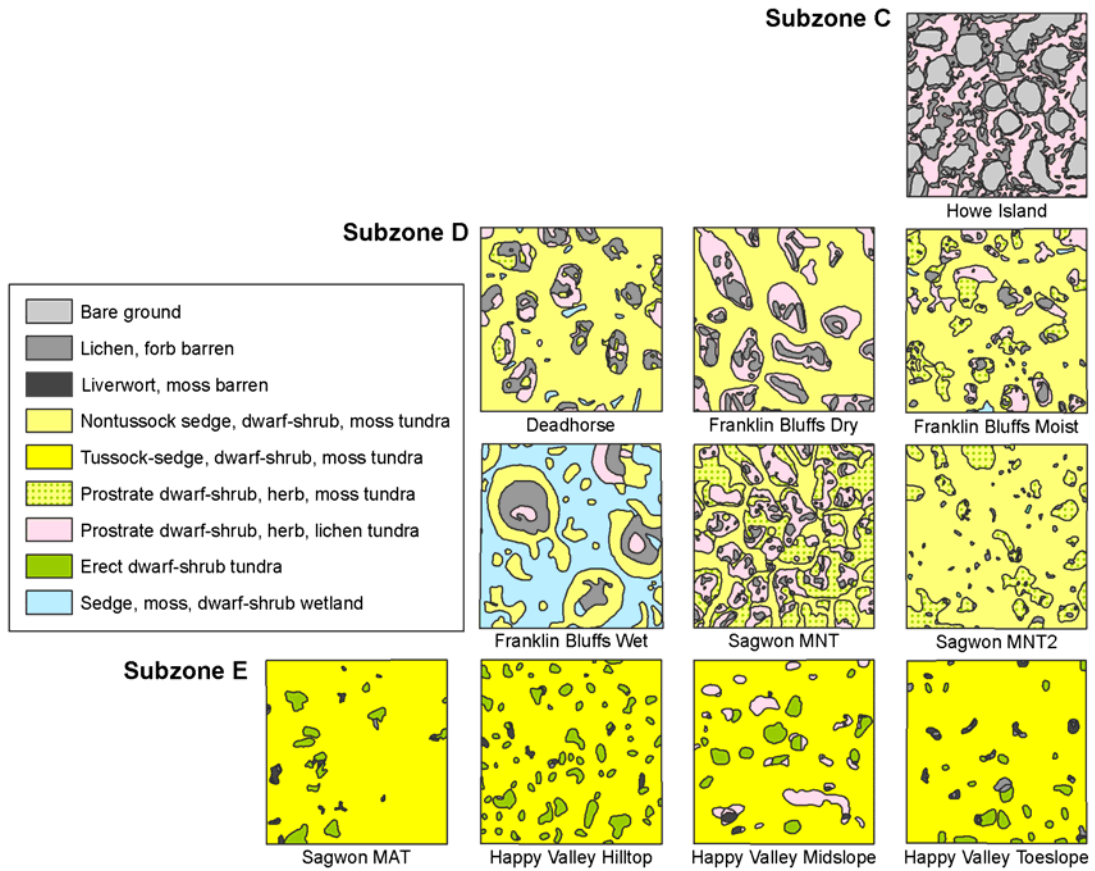 Subzone C
Howe Island
Subzone D
Bare ground
Lichen, forb barren
Liverwort, moss barren
Nontussock sedge, dwarf-shrub, moss tundra
Tussock-sedge, dwarf-shrub, moss tundra
Prostrate dwarf-shrub, herb, moss tundra
Prostrate dwarf-shrub, herb, lichen tundra
Erect dwarf-shrub tundra
Sedge, moss, dwarf-shrub wetland
Deadhorse
Franklin Bluffs Dry
Franklin Bluffs Moist
Franklin Bluffs Wet
Sagwon MNT
Sagwon MNT2
Subzone E
Sagwon MAT
Happy Valley Hilltop
Happy Valley Midslope
Happy Valley Toeslope